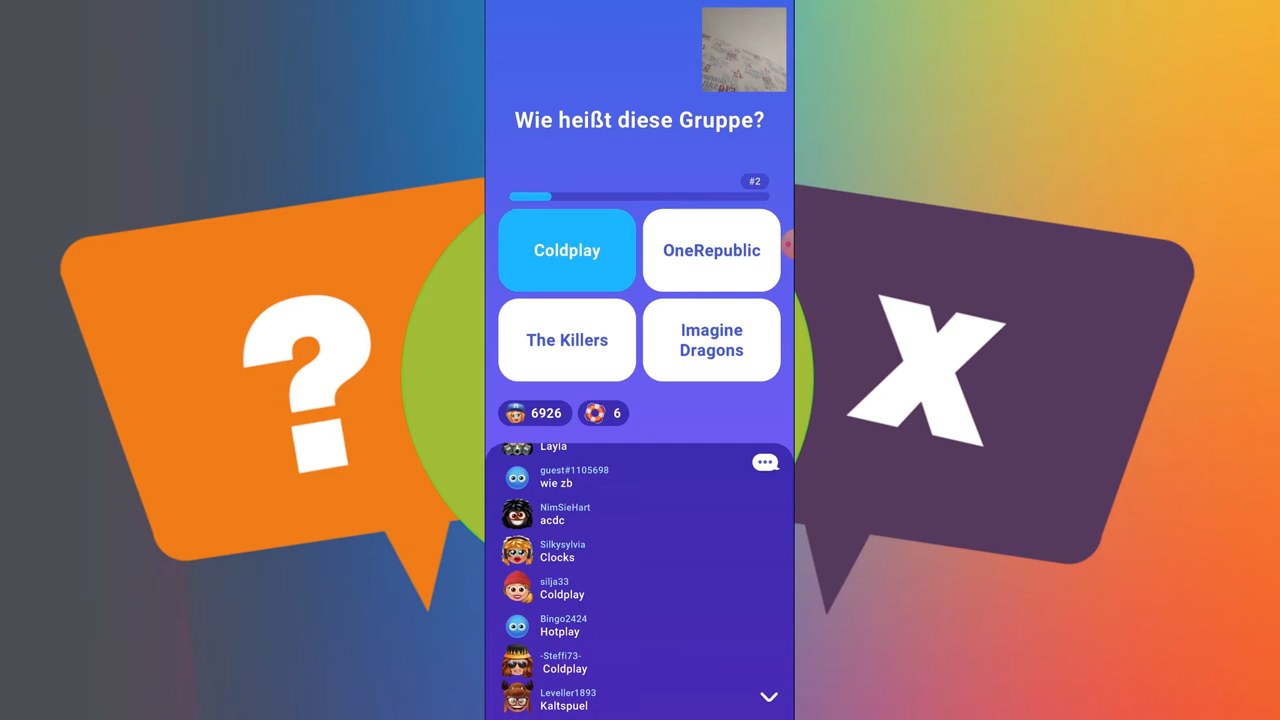 Wie heißt diese Gruppe?
#2
Coldplay
OneRepublic
The Killers
Imagine
Dragons
6926
6
Layla
guest#1105698
wie zb
NimSieHart
acdc
Silkysylvia
Clocks
silja33
Coldplay
Bingo2424
Hotplay
-Steffi73-
Coldplay
Leveller1893
Kaltspuel
?
X